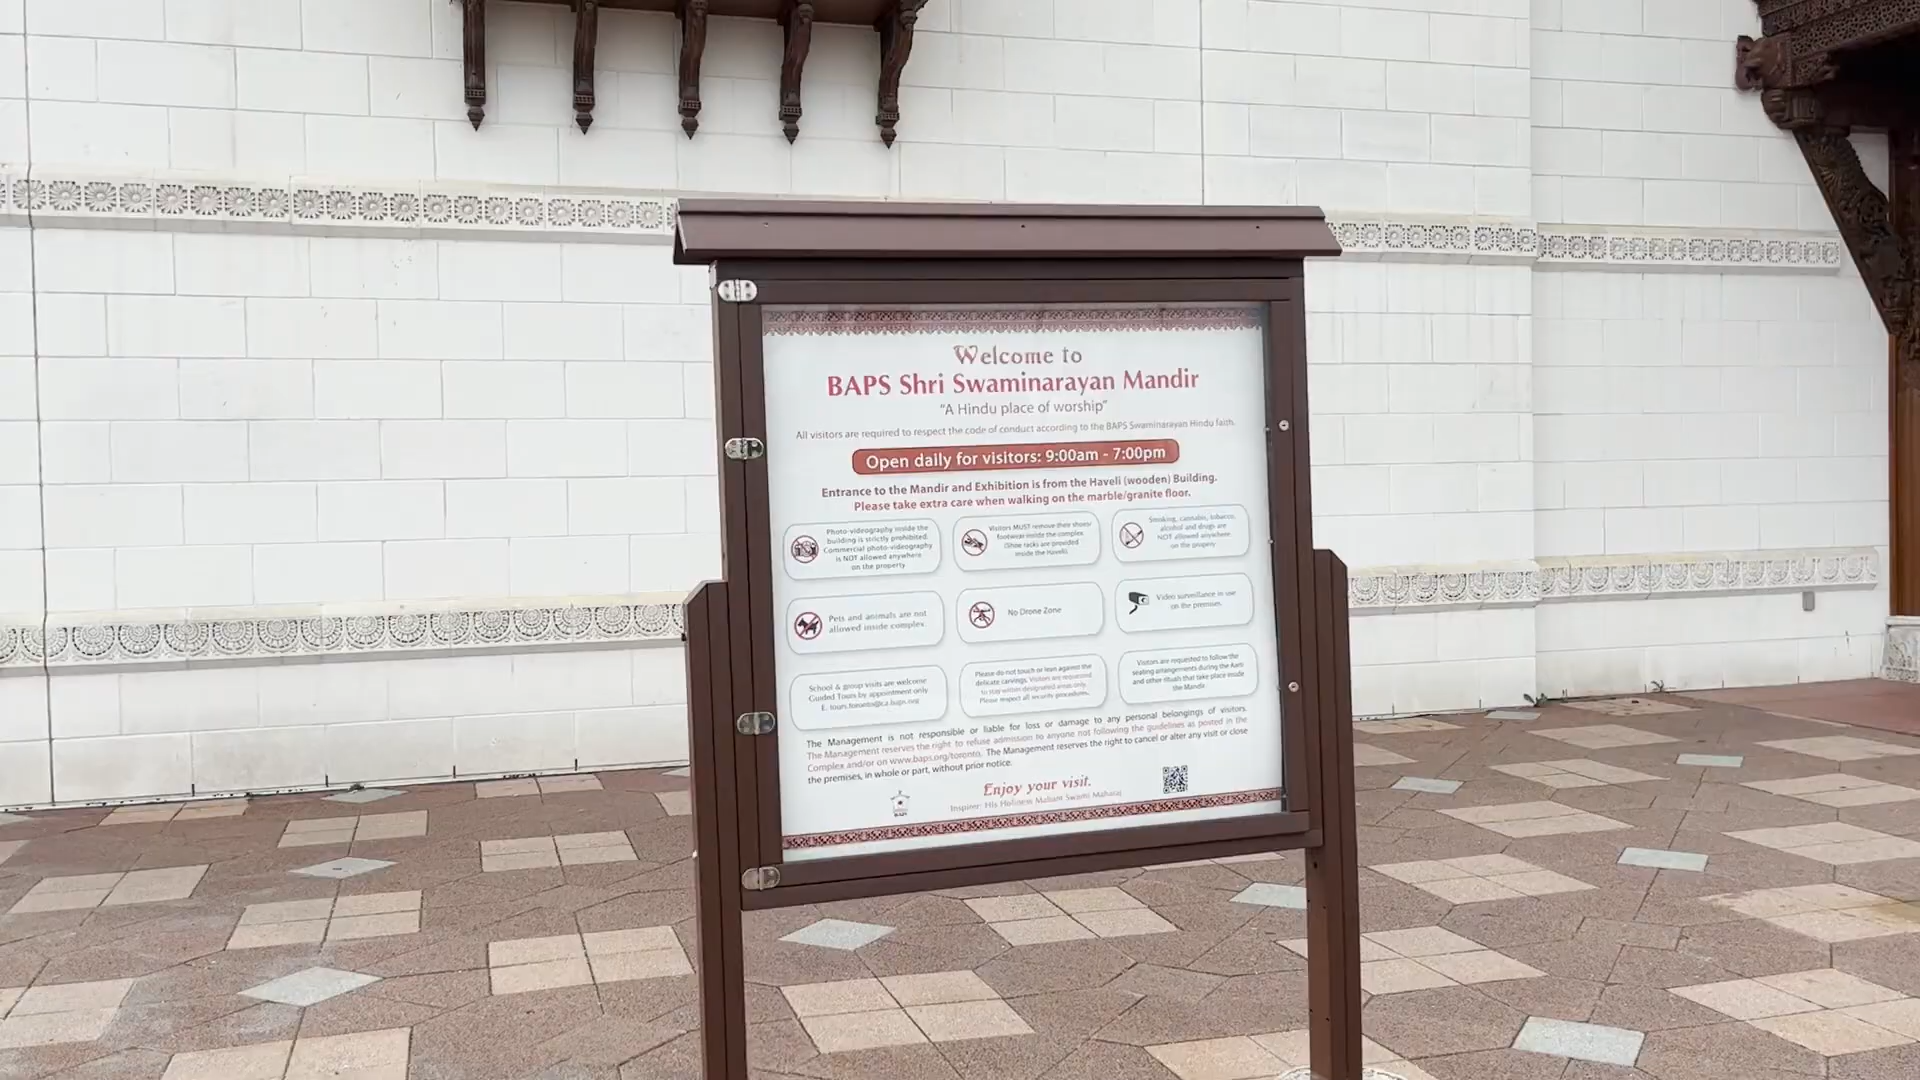 Welcome to
BAPS Shri Swaminarayan Mandir
"A Hindu place of worship"
All visitors are required to respect the code of conduct according to the BAPS Swaminarayan Hindu faith.
Open daily for visitors: 9:00am - 7:00pm
Entrance to the Mandir and Exhibition is from the Haveli (wooden) Building.
Please take extra care when walking on the marble/granite floor.
Photo-videography inside the
building is strictly prohibited.
Commercial photo-videography
is NOT allowed anywhere
on the property
Visitors MUST remove their shoes/
footwear inside the complex
(Shoe racks are provided
inside the Haveli).
Smoking, cannabis, tobacco,
alcohol and drugs are
NOT allowed anywhere
on the property
Pets and animals are not
allowed inside complex.
No Drone Zone
Video surveillance in use
on the premises.
School & group visits are welcome
Guided Tours by appointment only
E: tours.toronto@ca.baps.org
Please do not touch or lean against the
delicate carvings. Visitors are requested
to stay within designated areas only.
Please respect all security procedures.
Visitors are requested to follow the
seating arrangements during the Aarti
and other rituals that take place inside
the Mandir.
The Management is not responsible or liable for loss or damage to any personal belongings of visitors.
The Management reserves the right to refuse admission to anyone not following the guidelines as posted in the
Complex and/or on www.baps.org/toronto. The Management reserves the right to cancel or alter any visit or close
the premises, in whole or part, without prior notice.
Enjoy your visit.
Inspirer: His Holiness Mahant Swami Maharaj
BAPS